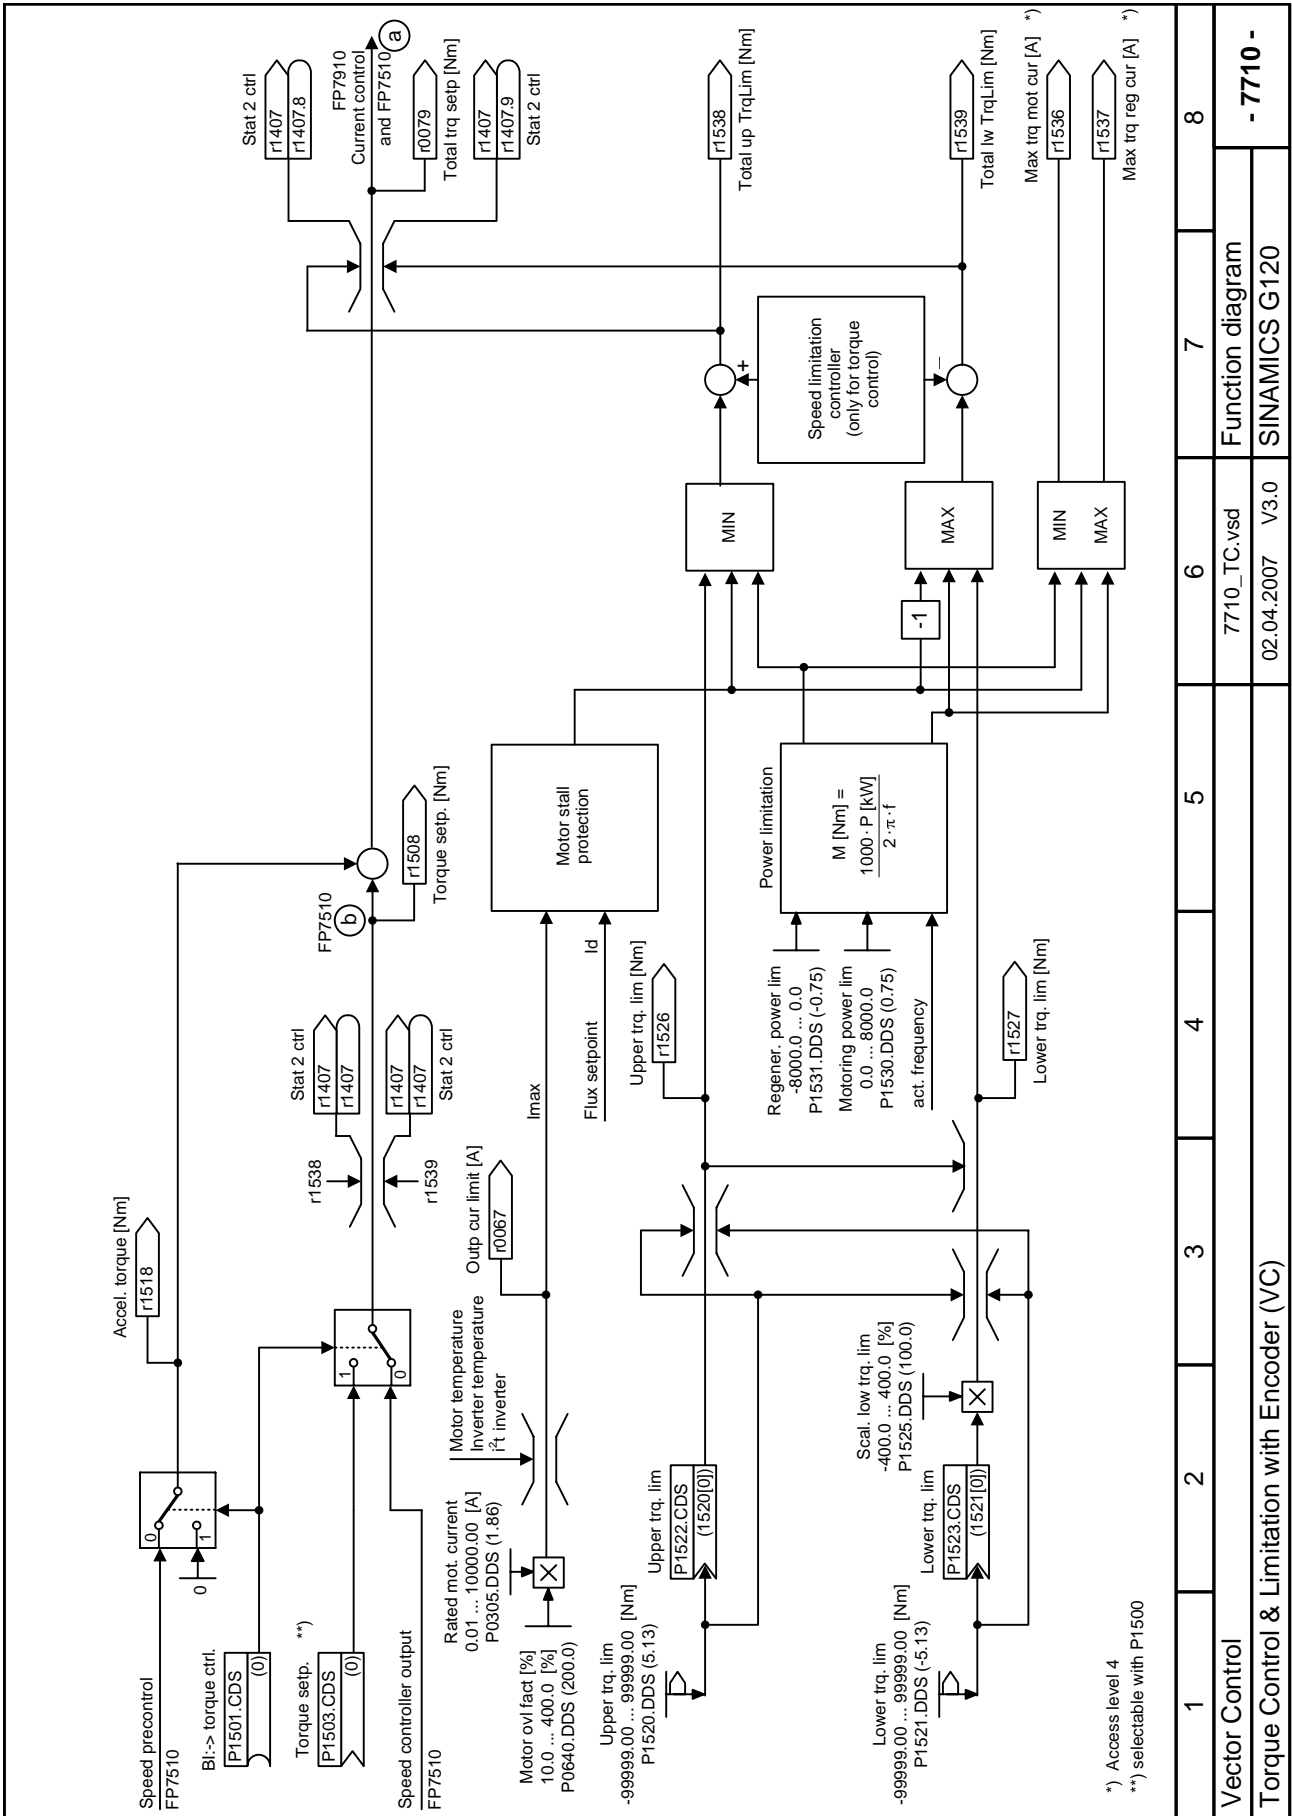 Speed precontrol
FP7510
0
1
0
BI:-> torque ctrl.
P1501.CDS
(0)
Torque setp. **)
P1503.CDS
(0)
Speed controller output
FP7510
Accel. torque [Nm]
r1518
1
0
r1538
r1539
Stat 2 ctrl
r1407
r1407
r1407
r1407
Stat 2 ctrl
FP7510
b
r1508
Torque setp. [Nm]
Stat 2 ctrl
r1407
r1407.8
FP7910
Current control
and FP7510
a
r0079
Total trq setp [Nm]
r1407
r1407.9
Stat 2 ctrl
Rated mot. current
0.01 ... 10000.00 [A]
P0305.DDS (1.86)
Motor ovl fact [%]
10.0 ... 400.0 [%]
P0640.DDS (200.0)
Motor temperature
Inverter temperature
i²t inverter
Outp cur limit [A]
r0067
Imax
Flux setpoint
Id
Motor stall
protection
Upper trq. lim
-99999.00 ... 99999.00 [Nm]
P1520.DDS (5.13)
Upper trq. lim
P1522.CDS
(1520[0])
Upper trq. lim [Nm]
r1526
Power limitation
M [Nm] =
1000 · P [kW]
2 · π · f
Regener. power lim
-8000.0 ... 0.0
P1531.DDS (-0.75)
Motoring power lim
0.0 ... 8000.0
P1530.DDS (0.75)
act. frequency
Scal. low trq. lim
-400.0 ... 400.0 [%]
P1525.DDS (100.0)
Lower trq. lim
-99999.00 ... 99999.00 [Nm]
P1521.DDS (-5.13)
Lower trq. lim
P1523.CDS
(1521[0])
r1527
Lower trq. lim [Nm]
MIN
-1
MAX
MIN
MAX
+
Speed limitation
controller
(only for torque
control)
–
r1538
Total up TrqLim [Nm]
r1539
Total lw TrqLim [Nm]
Max trq mot cur [A] *)
r1536
r1537
Max trq reg cur [A] *)
*) Access level 4
**) selectable with P1500
1 2 3 4 5 6 7 8
Vector Control
7710_TC.vsd
Function diagram
- 7710 -
Torque Control & Limitation with Encoder (VC)
02.04.2007 V3.0
SINAMICS G120